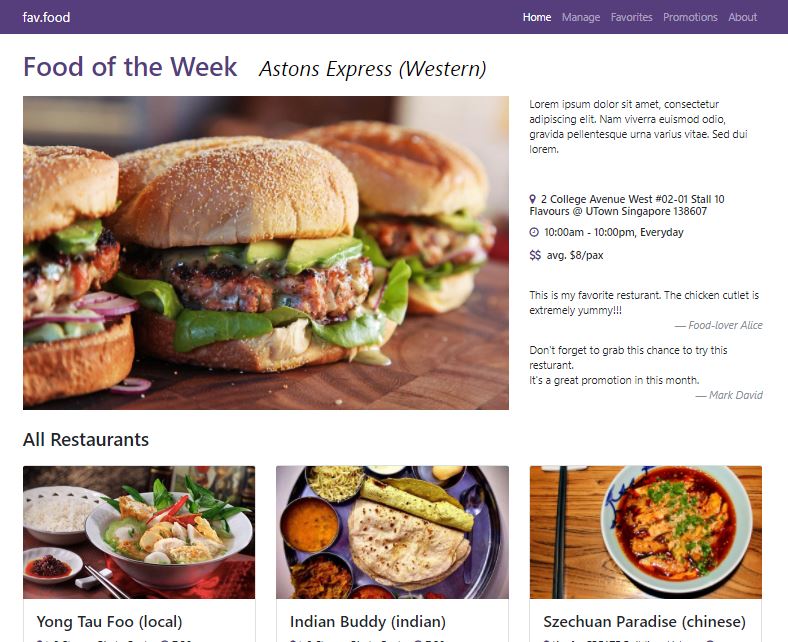 fav.food
Home Manage Favorites Promotions About
Food of the Week Astons Express (Western)
Lorem ipsum dolor sit amet, consectetur
adipiscing elit. Nam viverra euismod odio,
gravida pellentesque urna varius vitae. Sed dui
lorem.
2 College Avenue West #02-01 Stall 10
Flavours @ UTown Singapore 138607
10:00am - 10:00pm, Everyday
$$ avg. $8/pax
This is my favorite resturant. The chicken cutlet is
extremely yummy!!!
— Food-lover Alice
Don't forget to grab this chance to try this
resturant.
It's a great promotion in this month.
— Mark David
All Restaurants
Yong Tau Foo (local)
Indian Buddy (indian)
Szechuan Paradise (chinese)